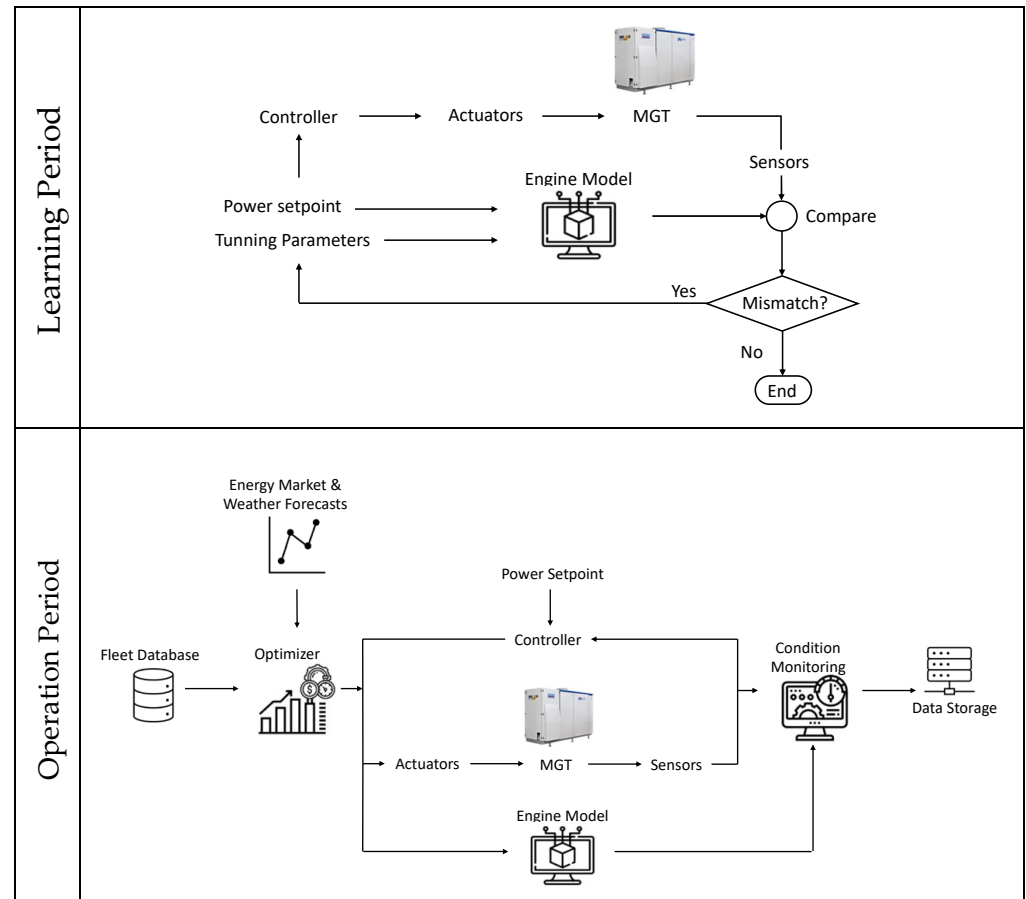 Learning Period
Controller
Actuators
MGT
Sensors
Engine Model
Power setpoint
Compare
Tunning Parameters
Yes
Mismatch?
No
End
Operation Period
Energy Market &
Weather Forecasts
Power Setpoint
Controller
Fleet Database
Optimizer
Condition
Monitoring
Data Storage
Actuators
MGT
Sensors
Engine Model